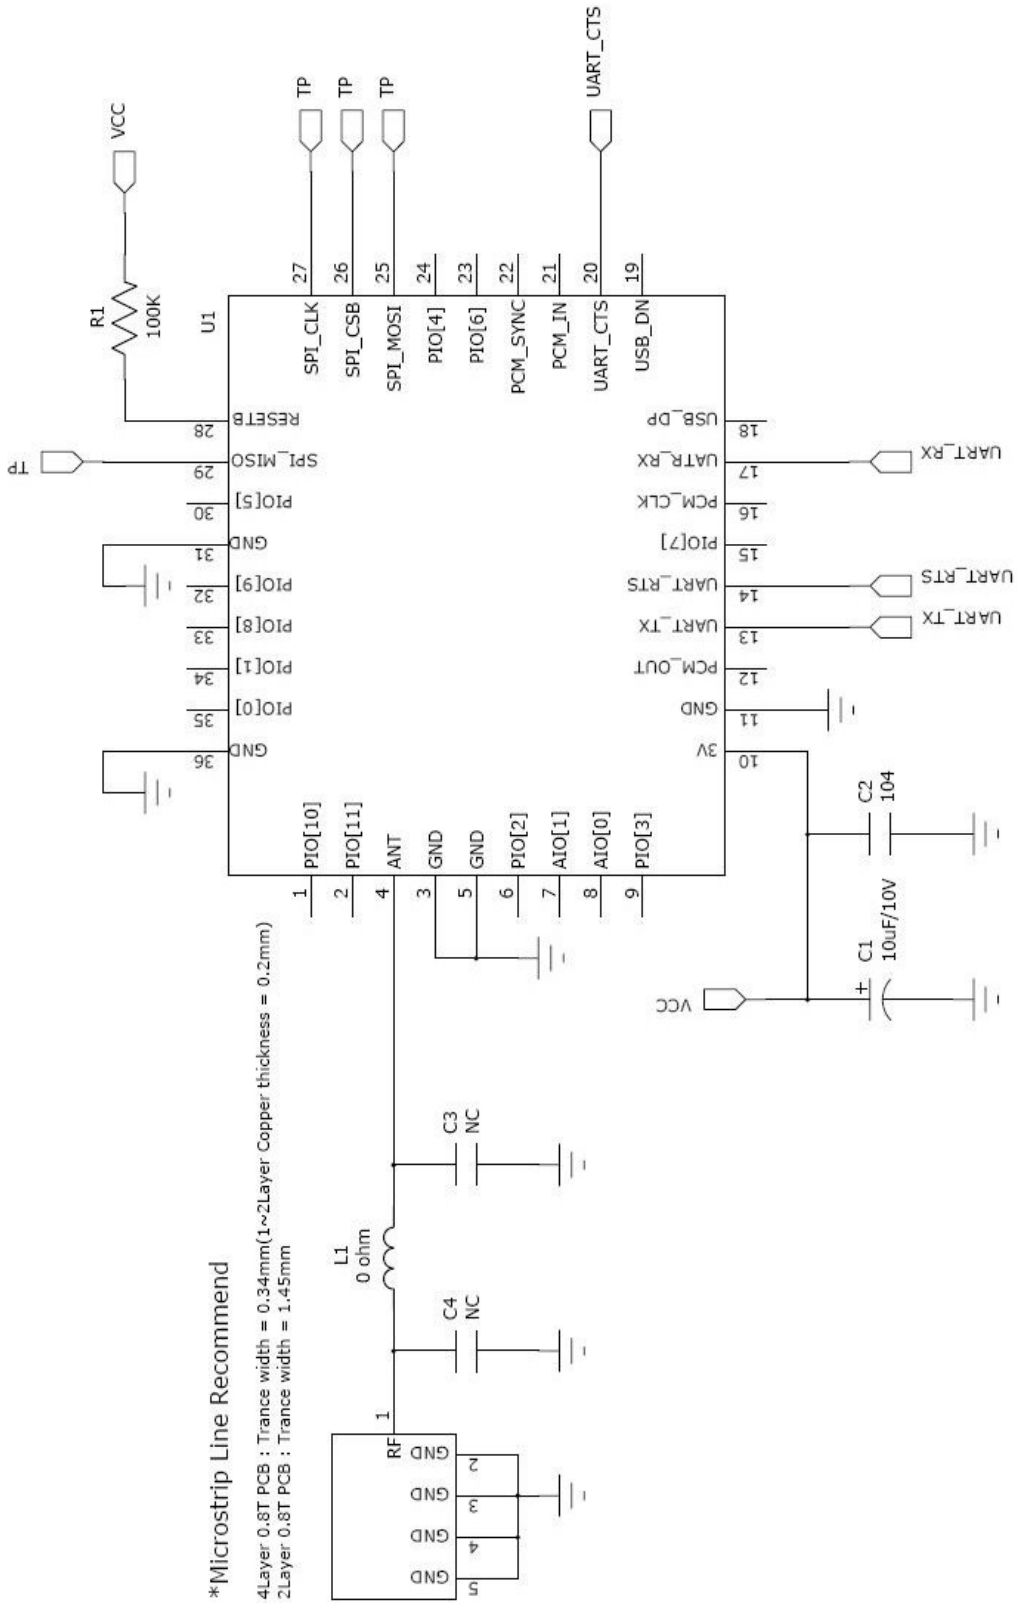 *Microstrip Line Recommend
4Layer 0.8T PCB : Trance width = 0.34mm(1~2Layer Copper thickness = 0.2mm)
2Layer 0.8T PCB : Trance width = 1.45mm
RF
1
GND
2
GND
3
GND
4
GND
5
L1
0 ohm
C4
NC
C3
NC
U1
1
PIO[10]
2
PIO[11]
4
ANT
3
GND
5
GND
6
PIO[2]
7
AIO[1]
8
AIO[0]
9
PIO[3]
10
3V
11
GND
12
PCM_OUT
13
UART_TX
UART_TX
14
UART_RTS
UART_RTS
15
PIO[7]
16
PCM_CLK
17
UATR_RX
UART_RX
18
USB_DP
19
USB_DN
20
UART_CTS
UART_CTS
21
PCM_IN
22
PCM_SYNC
23
PIO[6]
24
PIO[4]
25
SPI_MOSI
TP
26
SPI_CSB
TP
27
SPI_CLK
TP
28
RESETB
R1
100K
VCC
29
SPI_MISO
TP
30
PIO[5]
31
GND
32
PIO[9]
33
PIO[8]
34
PIO[1]
35
PIO[0]
36
GND
VCC
+
C1
10uF/10V
C2
104